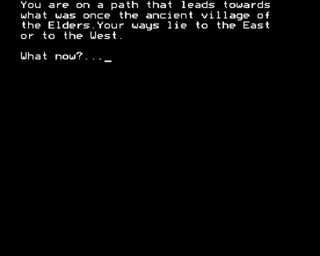 You are on a path that leads towards
what was once the ancient village of
the Elders.Your ways lie to the East
or to the West.
What now?..._